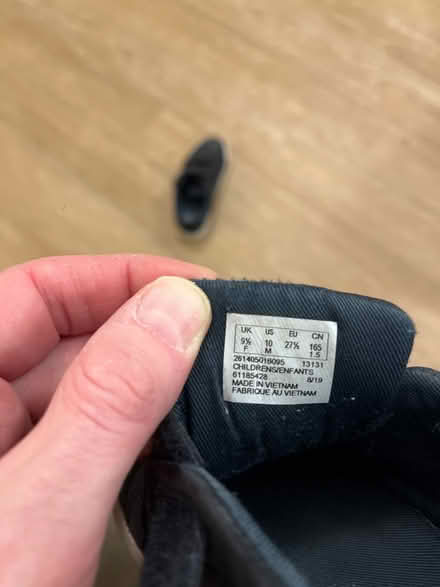 UK US EU CN
9½ 10 27½ 165
F M 1.5
261405016095 13131
CHILDRENS/ENFANTS
61185428 8/19
MADE IN VIETNAM
FABRIQUE AU VIETNAM